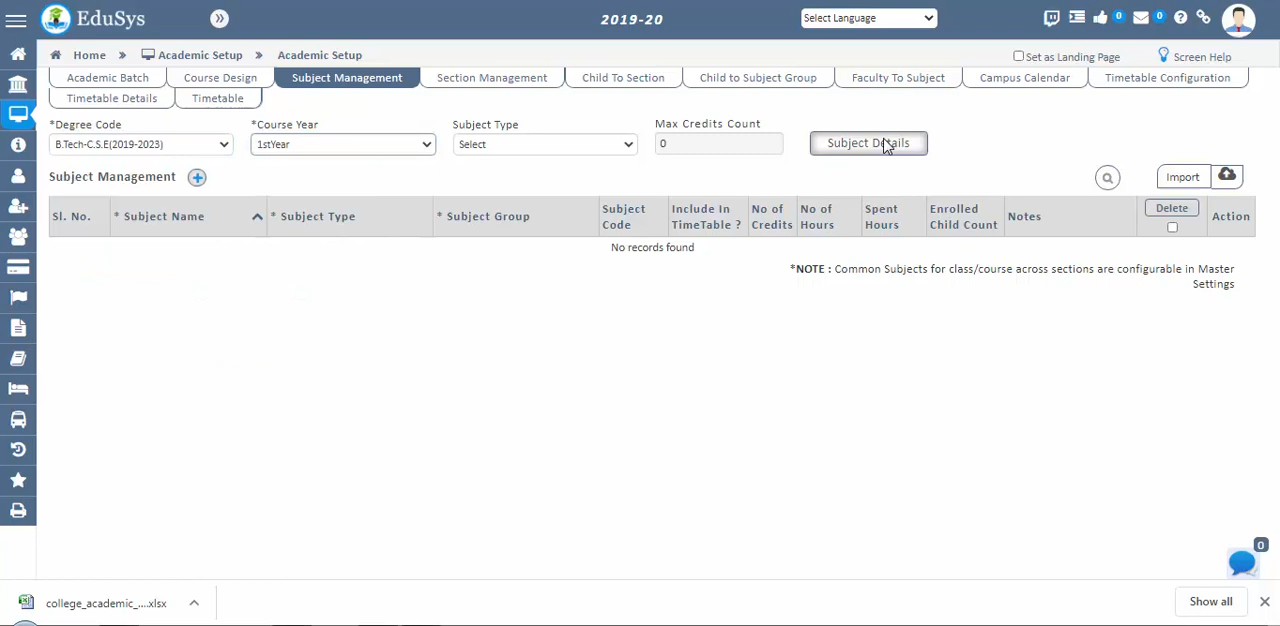 EduSys
2019-20
Select Language
0
0
Home » Academic Setup » Academic Setup
Set as Landing Page
Screen Help
Academic Batch
Course Design
Subject Management
Section Management
Child To Section
Child to Subject Group
Faculty To Subject
Campus Calendar
Timetable Configuration
Timetable Details
Timetable
*Degree Code
*Course Year
Subject Type
Max Credits Count
B.Tech-C.S.E(2019-2023)
1stYear
Select
0
Subject Details
Subject Management
Import
Sl. No.
* Subject Name
* Subject Type
* Subject Group
Subject
Code
Include In
TimeTable ?
No of
Credits
No of
Hours
Spent
Hours
Enrolled
Child Count
Notes
Delete
Action
No records found
*NOTE : Common Subjects for class/course across sections are configurable in Master
Settings
0
college_academic_....xlsx
Show all